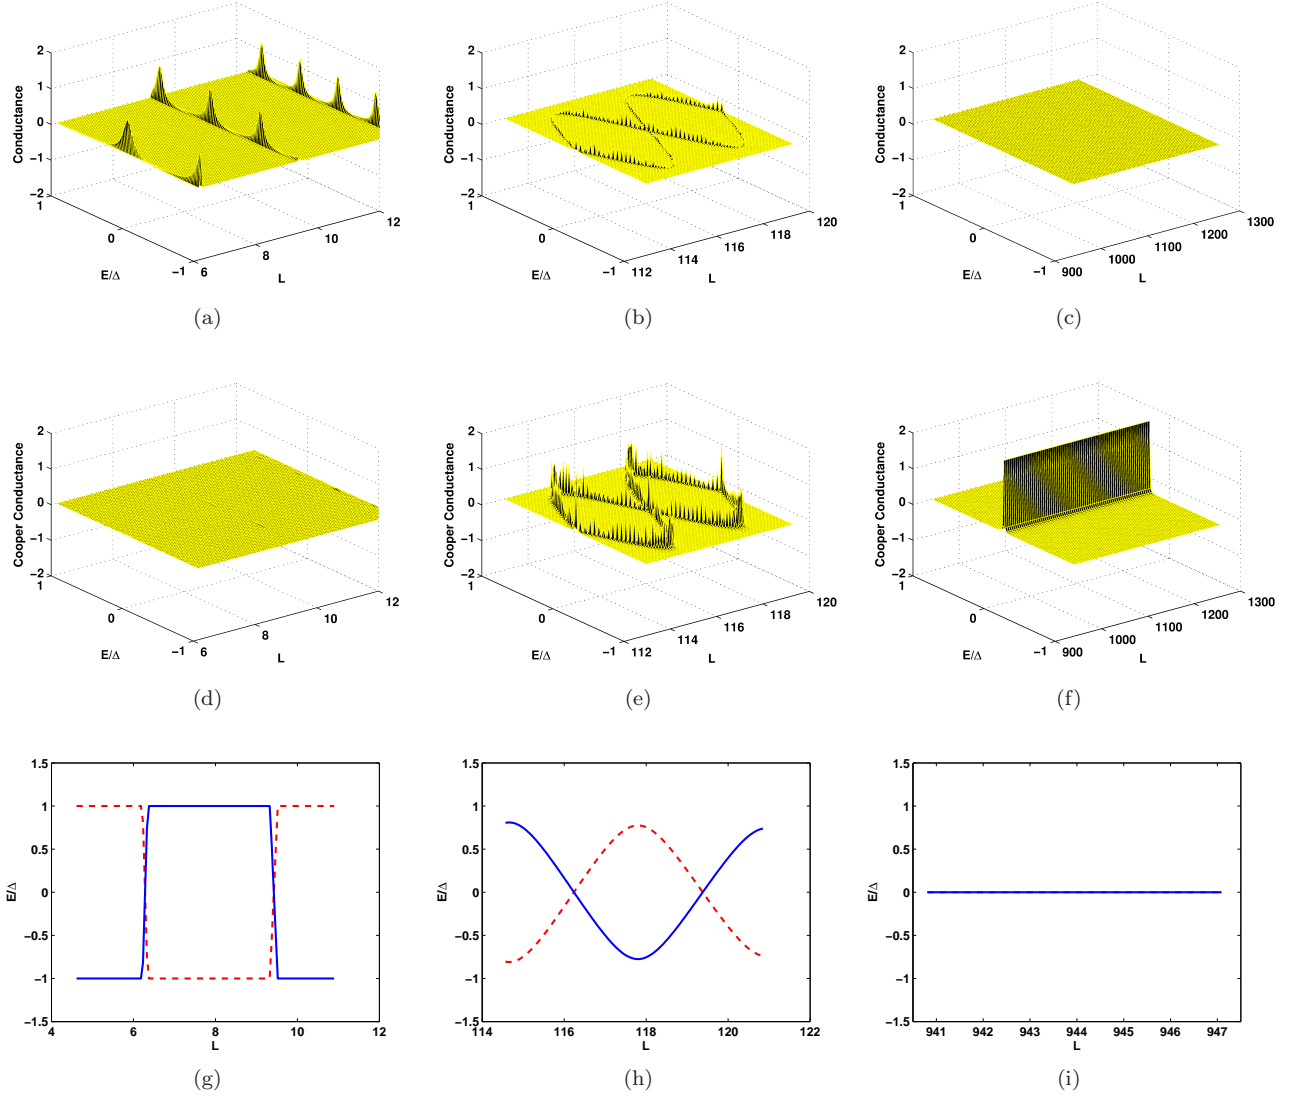 2
1
0
−1
−2
Conductance
1
0
−1
E/Δ
6
8
10
12
L
(a)
2
1
0
−1
−2
Conductance
1
0
−1
E/Δ
112
114
116
118
120
L
(b)
2
1
0
−1
−2
Conductance
1
0
−1
E/Δ
900
1000
1100
1200
1300
L
(c)
2
1
0
−1
−2
Cooper Conductance
1
0
−1
E/Δ
6
8
10
12
L
(d)
2
1
0
−1
−2
Cooper Conductance
1
0
−1
E/Δ
112
114
116
118
120
L
(e)
2
1
0
−1
−2
Cooper Conductance
1
0
−1
E/Δ
900
1000
1100
1200
1300
L
(f)
1.5
1
0.5
0
−0.5
−1
−1.5
E/Δ
4 6 8 10 12
L
(g)
1.5
1
0.5
0
−0.5
−1
−1.5
E/Δ
114 116 118 120 122
L
(h)
1.5
1
0.5
0
−0.5
−1
−1.5
E/Δ
941 942 943 944 945 946 947
L
(i)